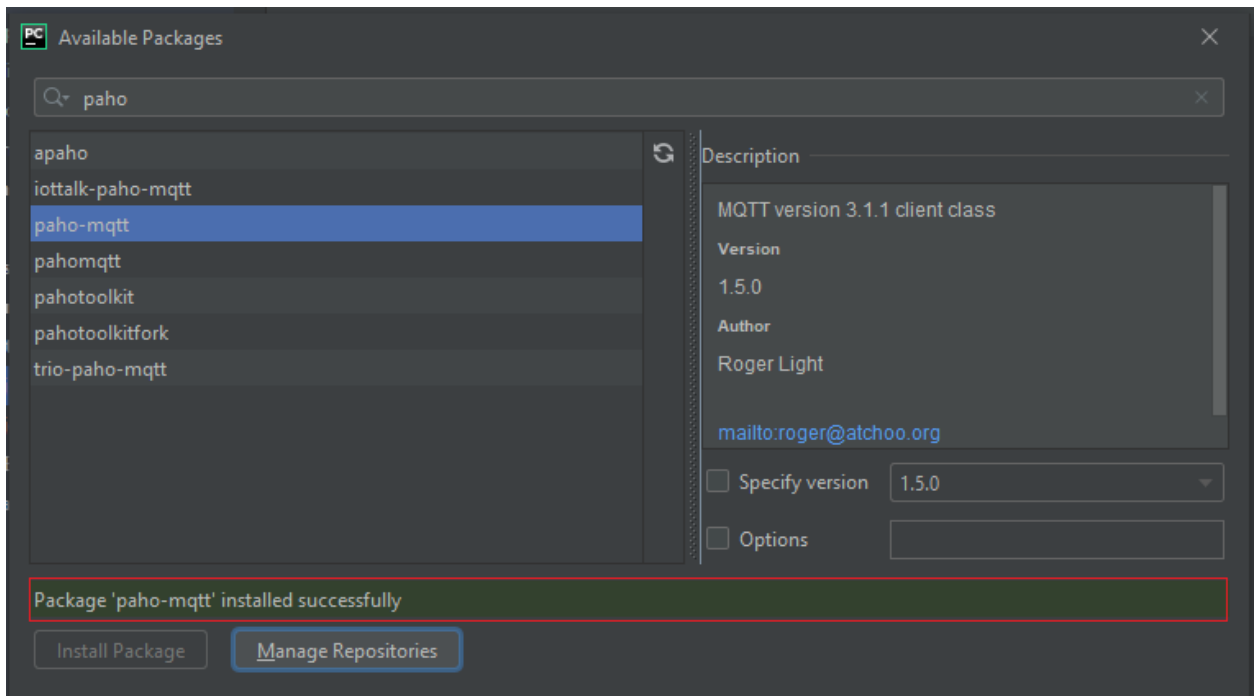 PC Available Packages
paho
apaho
iottalk-paho-mqtt
paho-mqtt
pahomqtt
pahotoolkit
pahotoolkitfork
trio-paho-mqtt
Description
MQTT version 3.1.1 client class
Version
1.5.0
Author
Roger Light
mailto:roger@atchoo.org
Specify version 1.5.0
Options
Package 'paho-mqtt' installed successfully
Install Package Manage Repositories